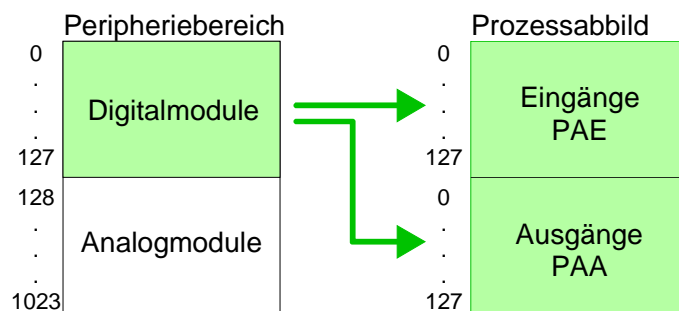 Peripheriebereich
0
.
.
.
127
Digitalmodule
128
.
.
.
1023
Analogmodule
Prozessabbild
0
.
.
.
127
Eingänge
PAE
0
.
.
.
127
Ausgänge
PAA